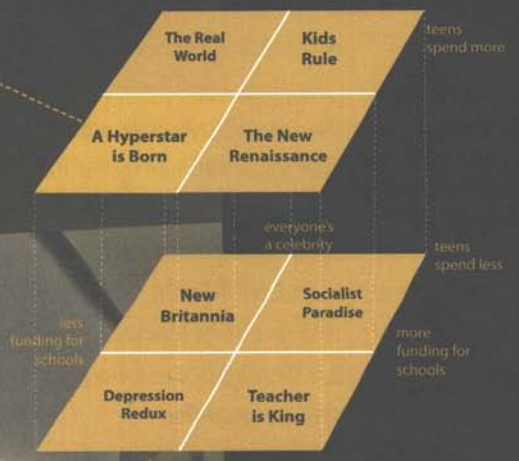 The Real
World
Kids
Rule
teens
spend more
A Hyperstar
is Born
The New
Renaissance
everyone's
a celebrity
teens
spend less
New
Britannia
Socialist
Paradise
less
funding for
schools
more
funding for
schools
Depression
Redux
Teacher
is King